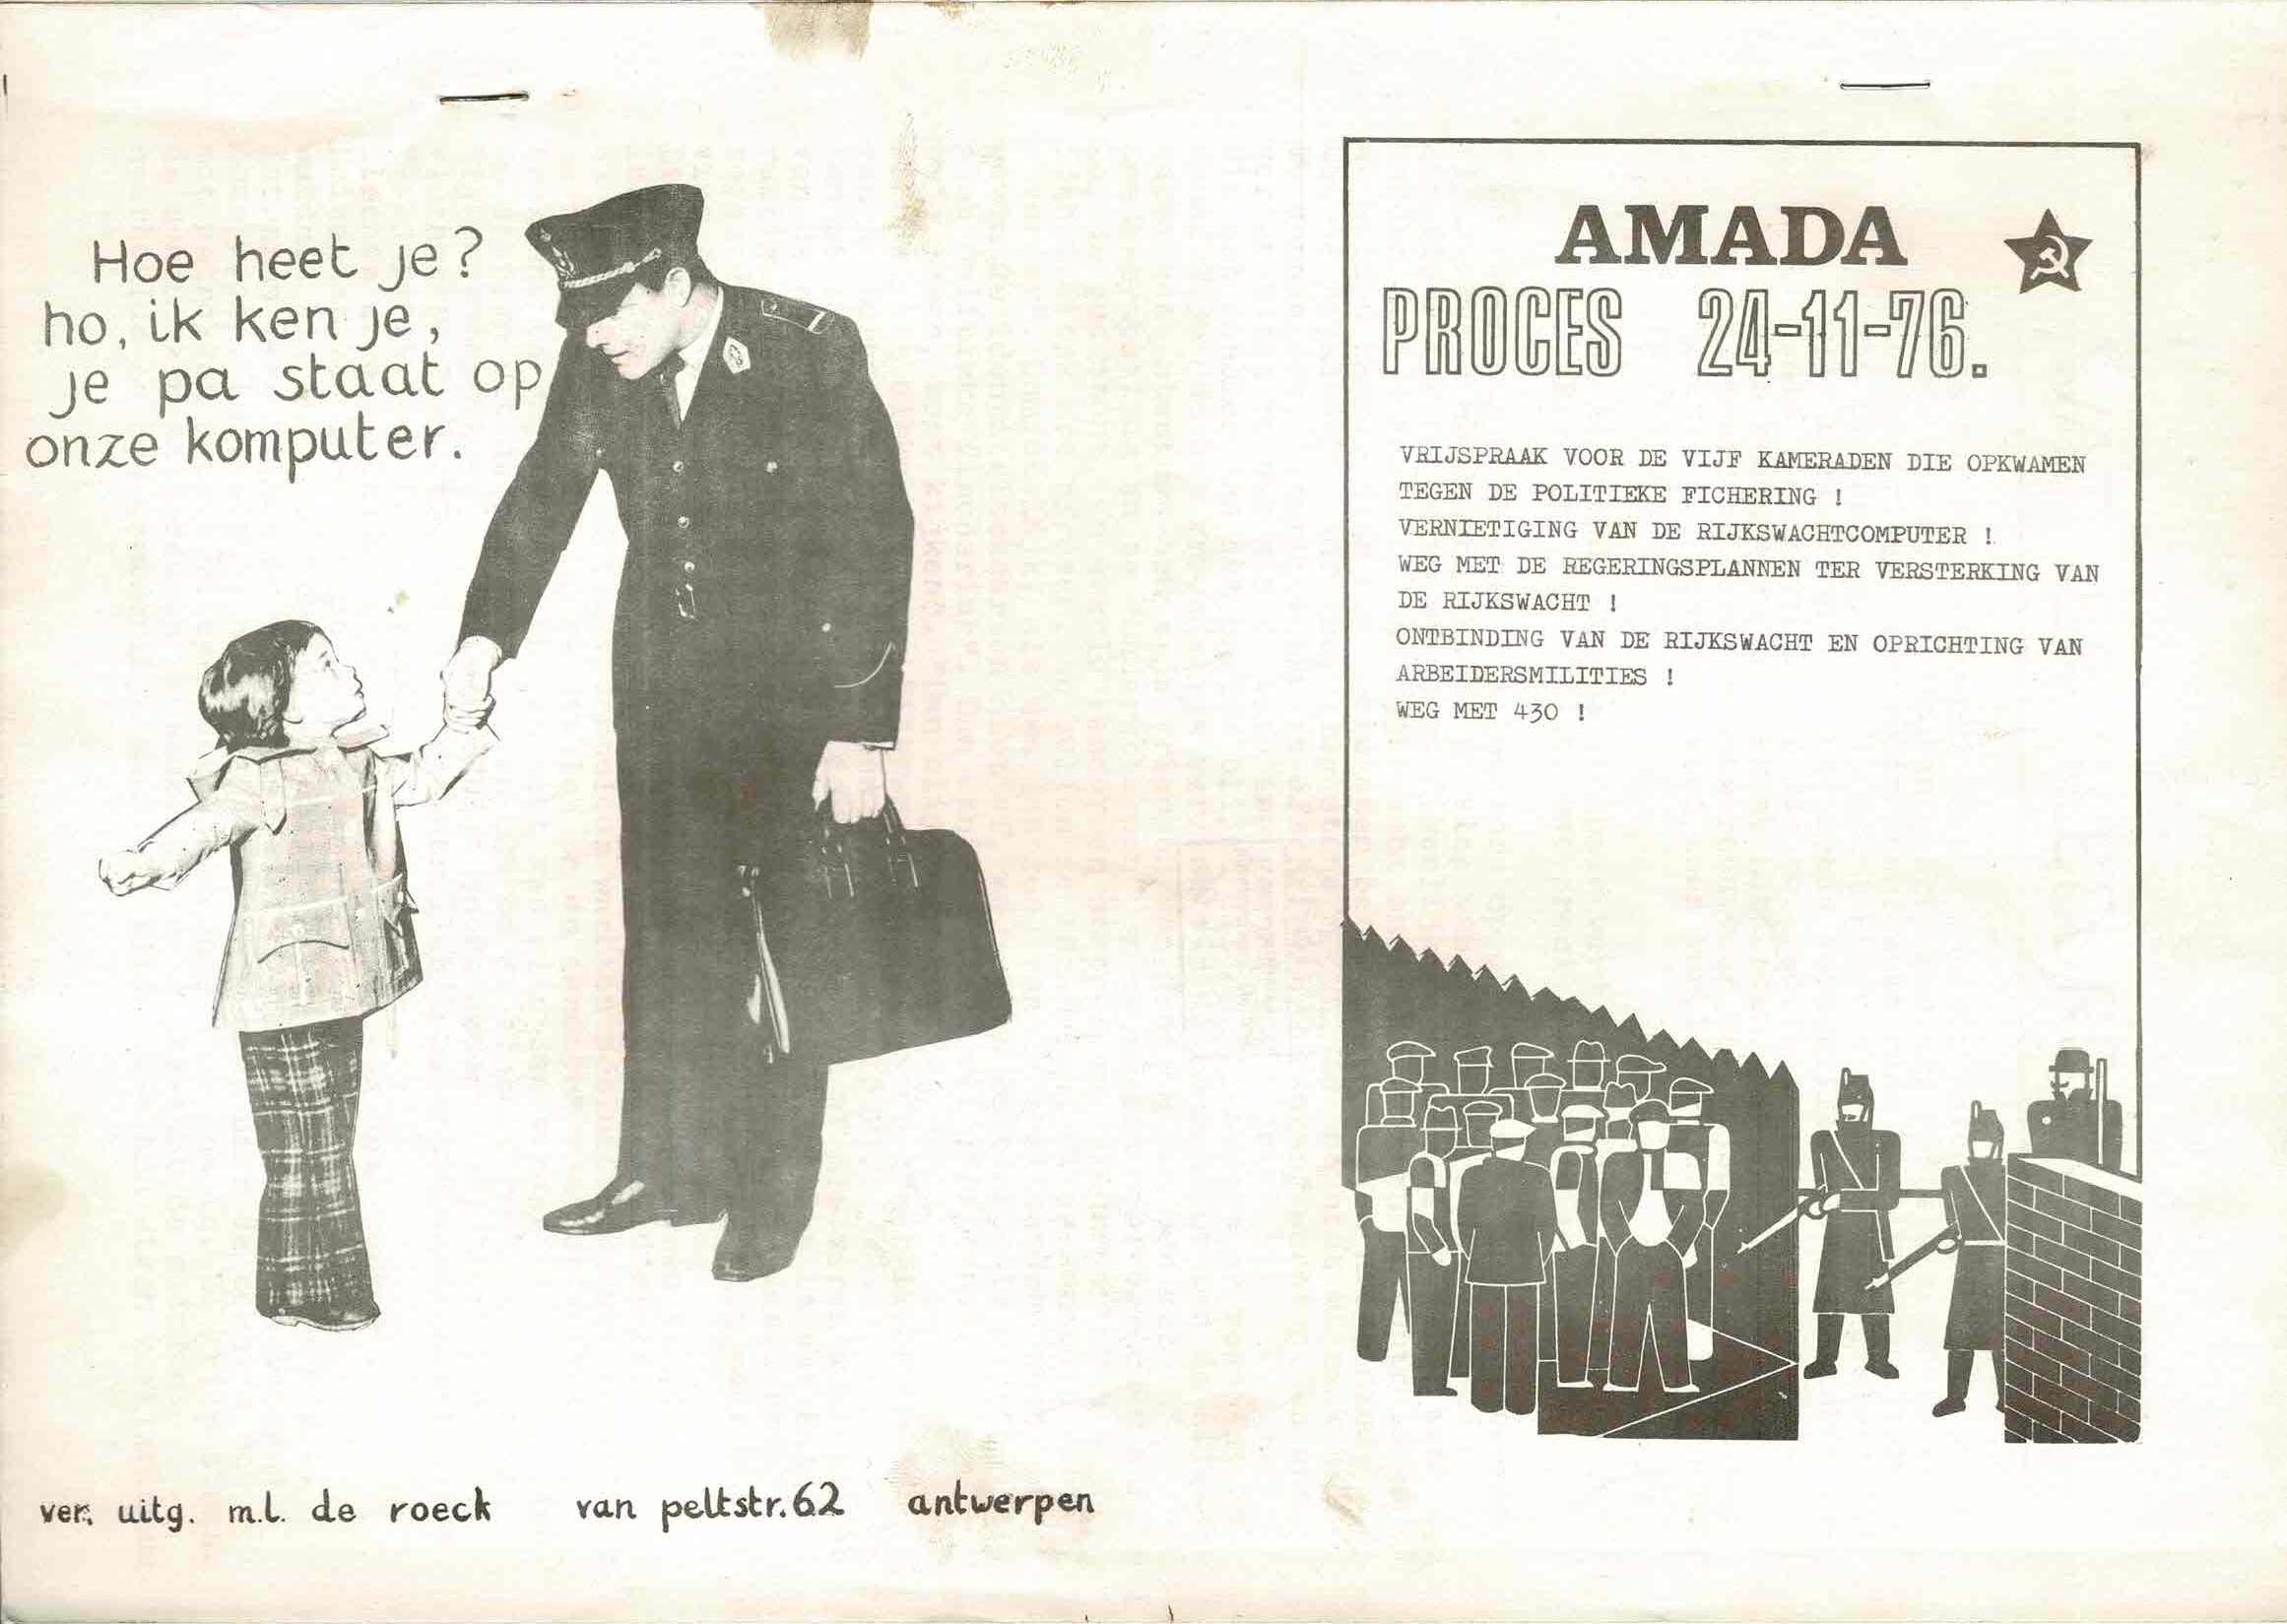 Hoe heet je?
ho, ik ken je,
je pa staat op
onze komputer.
ver. uitg. m.l. de roeck van peltstr. 62 antwerpen
AMADA
PROCES 24-11-76.
VRIJSPRAAK VOOR DE VIJF KAMERADEN DIE OPKWAMEN
TEGEN DE POLITIEKE FICHERING !
VERNIETIGING VAN DE RIJKSWACHTCOMPUTER !
WEG MET DE REGERINGSPLANNEN TER VERSTERKING VAN
DE RIJKSWACHT !
ONTBINDING VAN DE RIJKSWACHT EN OPRICHTING VAN
ARBEIDERSMILITIES !
WEG MET 430 !